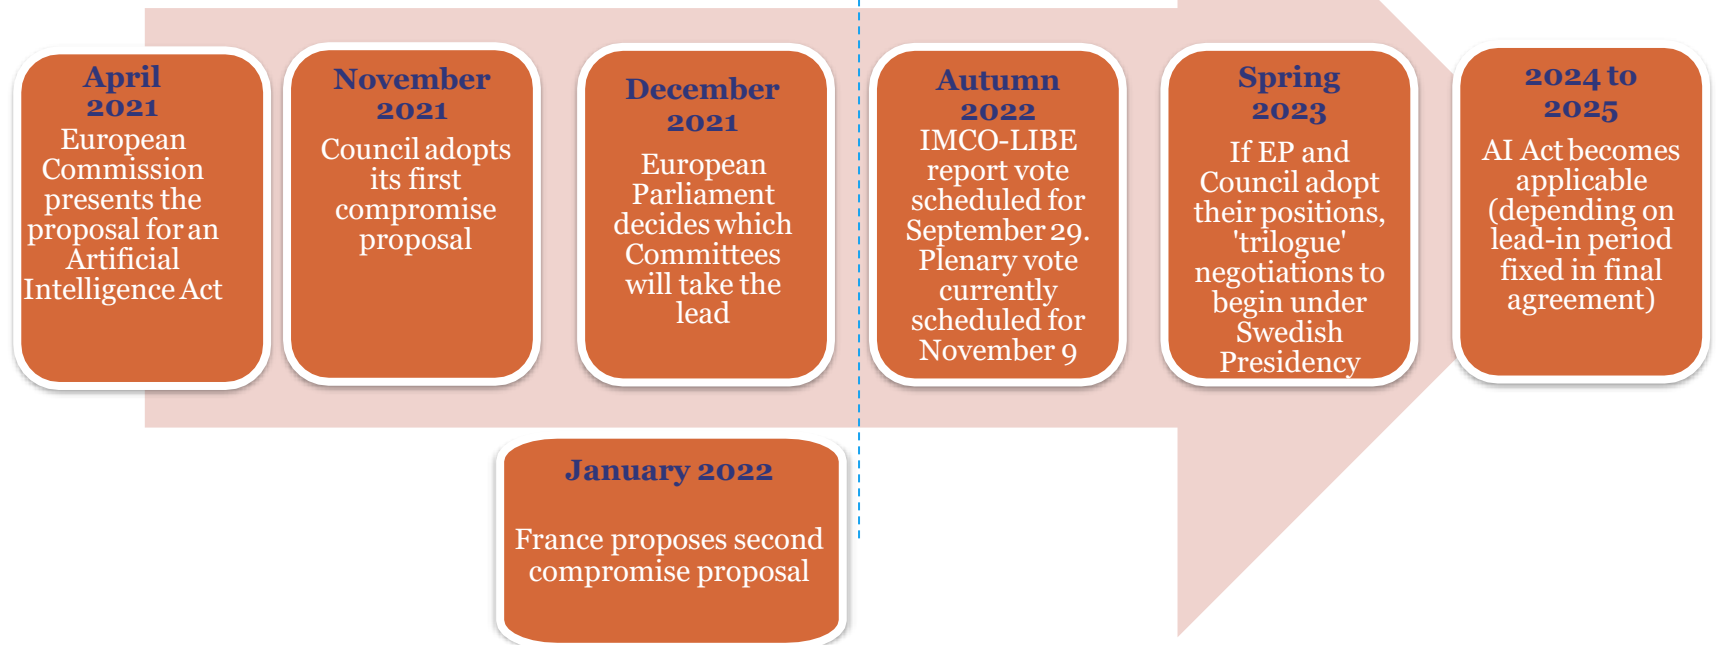 April
2021
European
Commission
presents the
proposal for an
Artificial
Intelligence Act
November
2021
Council adopts
its first
compromise
proposal
December
2021
European
Parliament
decides which
Committees
will take the
lead
January 2022
France proposes second
compromise proposal
Autumn
2022
IMCO-LIBE
report vote
scheduled for
September 29.
Plenary vote
currently
scheduled for
November 9
Spring
2023
If EP and
Council adopt
their positions,
'trilogue'
negotiations to
begin under
Swedish
Presidency
2024 to
2025
AI Act becomes
applicable
(depending on
lead-in period
fixed in final
agreement)